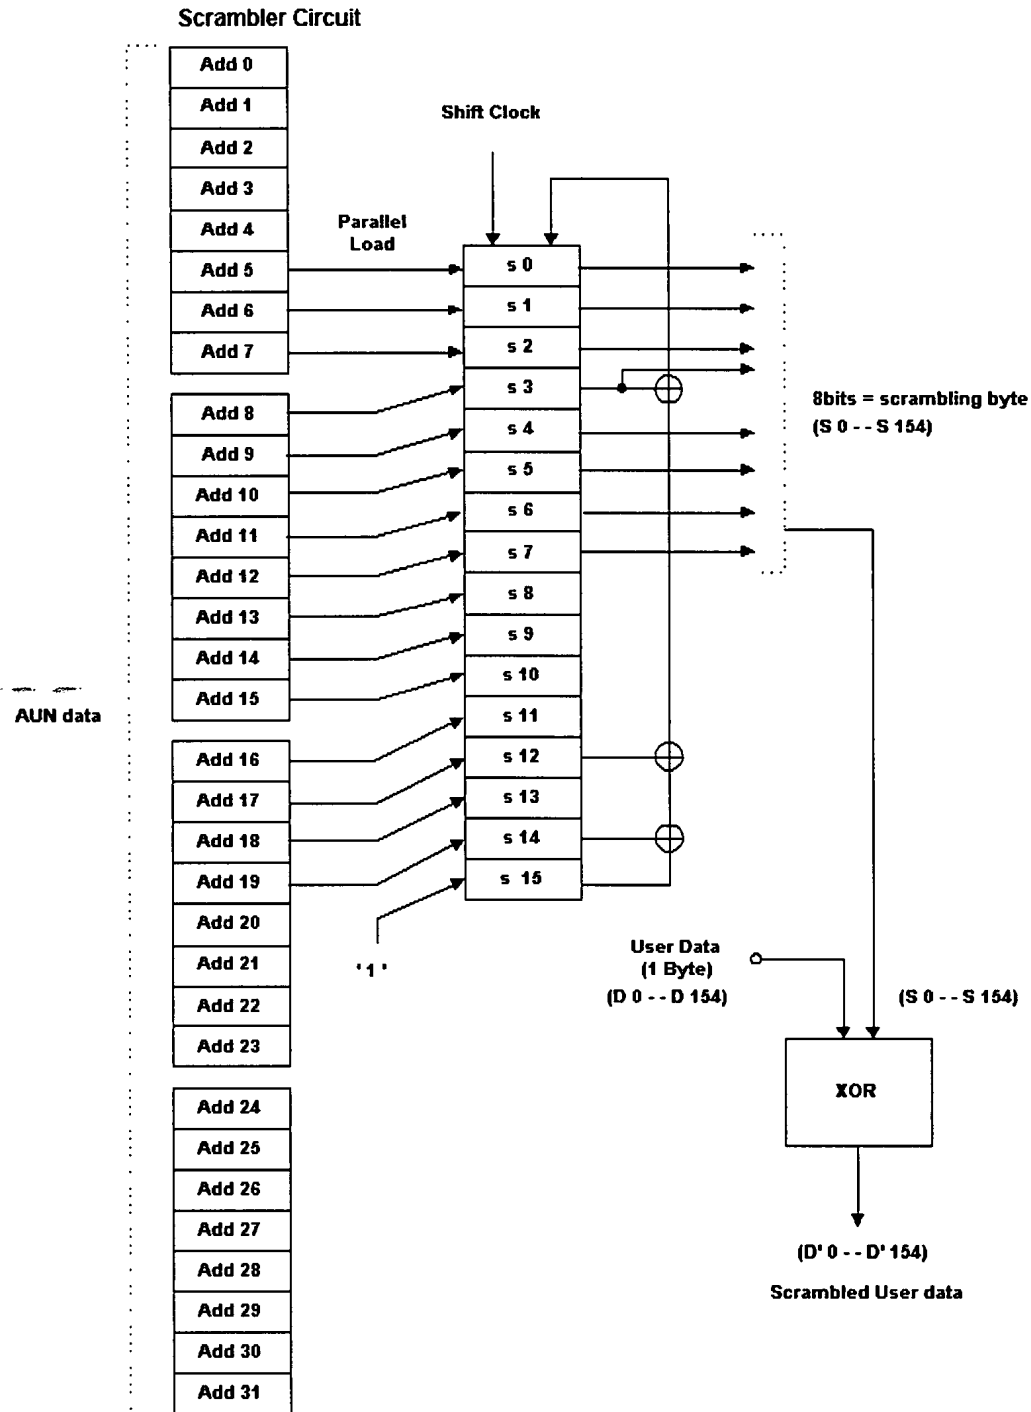 Scrambler Circuit
Add 0
Add 1
Add 2
Add 3
Add 4
Add 5
Add 6
Add 7
Add 8
Add 9
Add 10
Add 11
Add 12
Add 13
Add 14
Add 15
AUN data
Add 16
Add 17
Add 18
Add 19
Add 20
Add 21
Add 22
Add 23
Add 24
Add 25
Add 26
Add 27
Add 28
Add 29
Add 30
Add 31
Shift Clock
Parallel
Load
s 0
s 1
s 2
s 3
s 4
s 5
s 6
s 7
s 8
s 9
s 10
s 11
s 12
s 13
s 14
s 15
' 1 '
8bits = scrambling byte
(S 0 - - S 154)
User Data
(1 Byte)
(D 0 - - D 154)
(S 0 - - S 154)
XOR
(D' 0 - - D' 154)
Scrambled User data